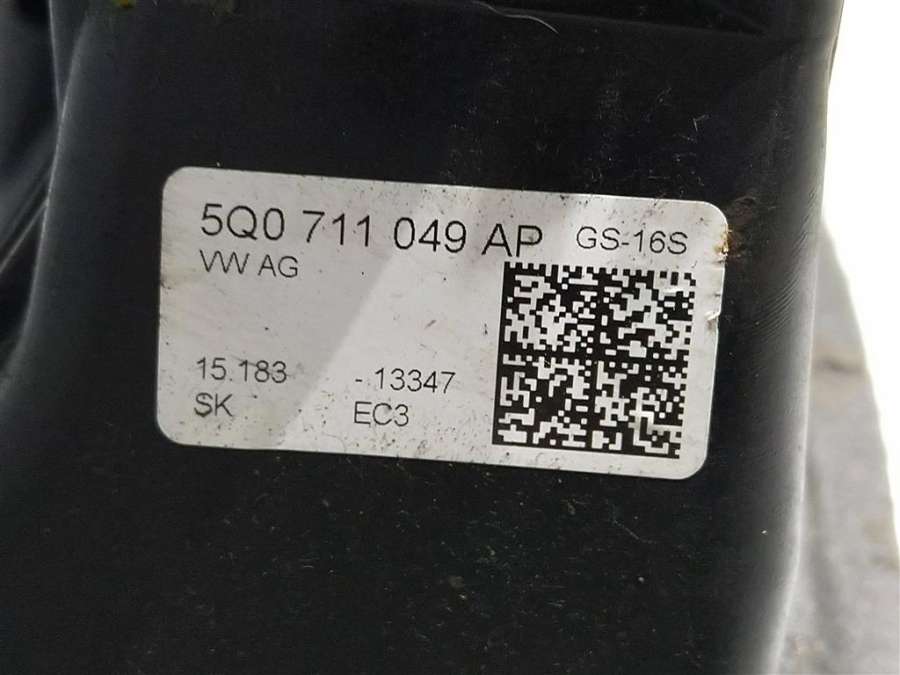 5Q0 711 049 AP GS-16S
VW AG
15.183 - 13347
SK EC3